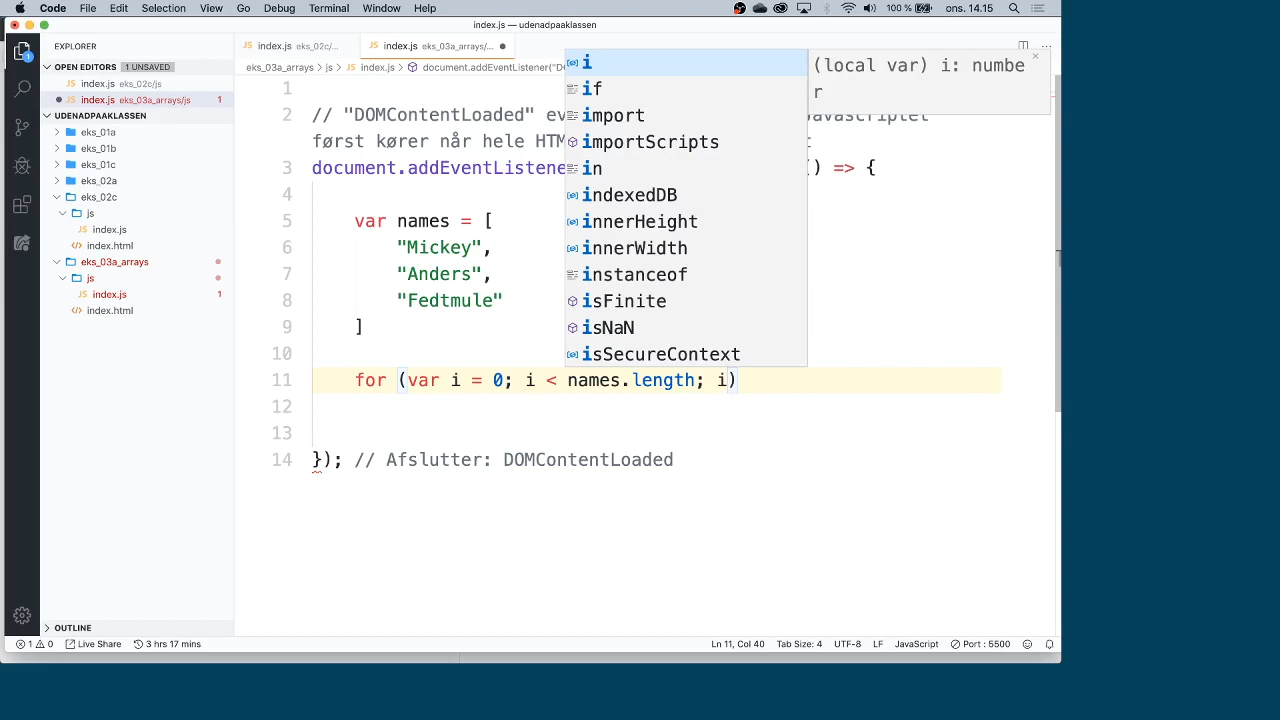 Code File Edit Selection View Go Debug Terminal Window Help 100 % ons. 14.15
index.js — udenadpaaklassen
EXPLORER
OPEN EDITORS 1 UNSAVED
index.js eks_02c/js
index.js eks_03a_arrays/js 1
UDENADPAAKLASSEN
eks_01a
eks_01b
eks_01c
eks_02a
eks_02c
js
JS index.js
index.html
eks_03a_arrays
js
JS index.js 1
index.html
OUTLINE
JS index.js eks_02c/...
JS index.js eks_03a_arrays/...
eks_03a_arrays › js › JS index.js › document.addEventListener("D
1
2 // "DOMContentLoaded" ev
Javascriptet
først kører når hele HTM
3 document.addEventListene () => {
4
5 var names = [
6 "Mickey",
7 "Anders",
8 "Fedtmule"
9 ]
10
11 for (var i = 0; i < names.length; i)
12
13
14 }); // Afslutter: DOMContentLoaded
i
if
import
importScripts
in
indexedDB
innerHeight
innerWidth
instanceof
isFinite
isNaN
isSecureContext
(local var) i: numbe
r
1 0 Live Share 3 hrs 17 mins Ln 11, Col 40 Tab Size: 4 UTF-8 LF JavaScript Port : 5500